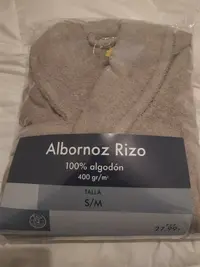 Albornoz Rizo
100% algodón
400 gr/m²
TALLA
S/M